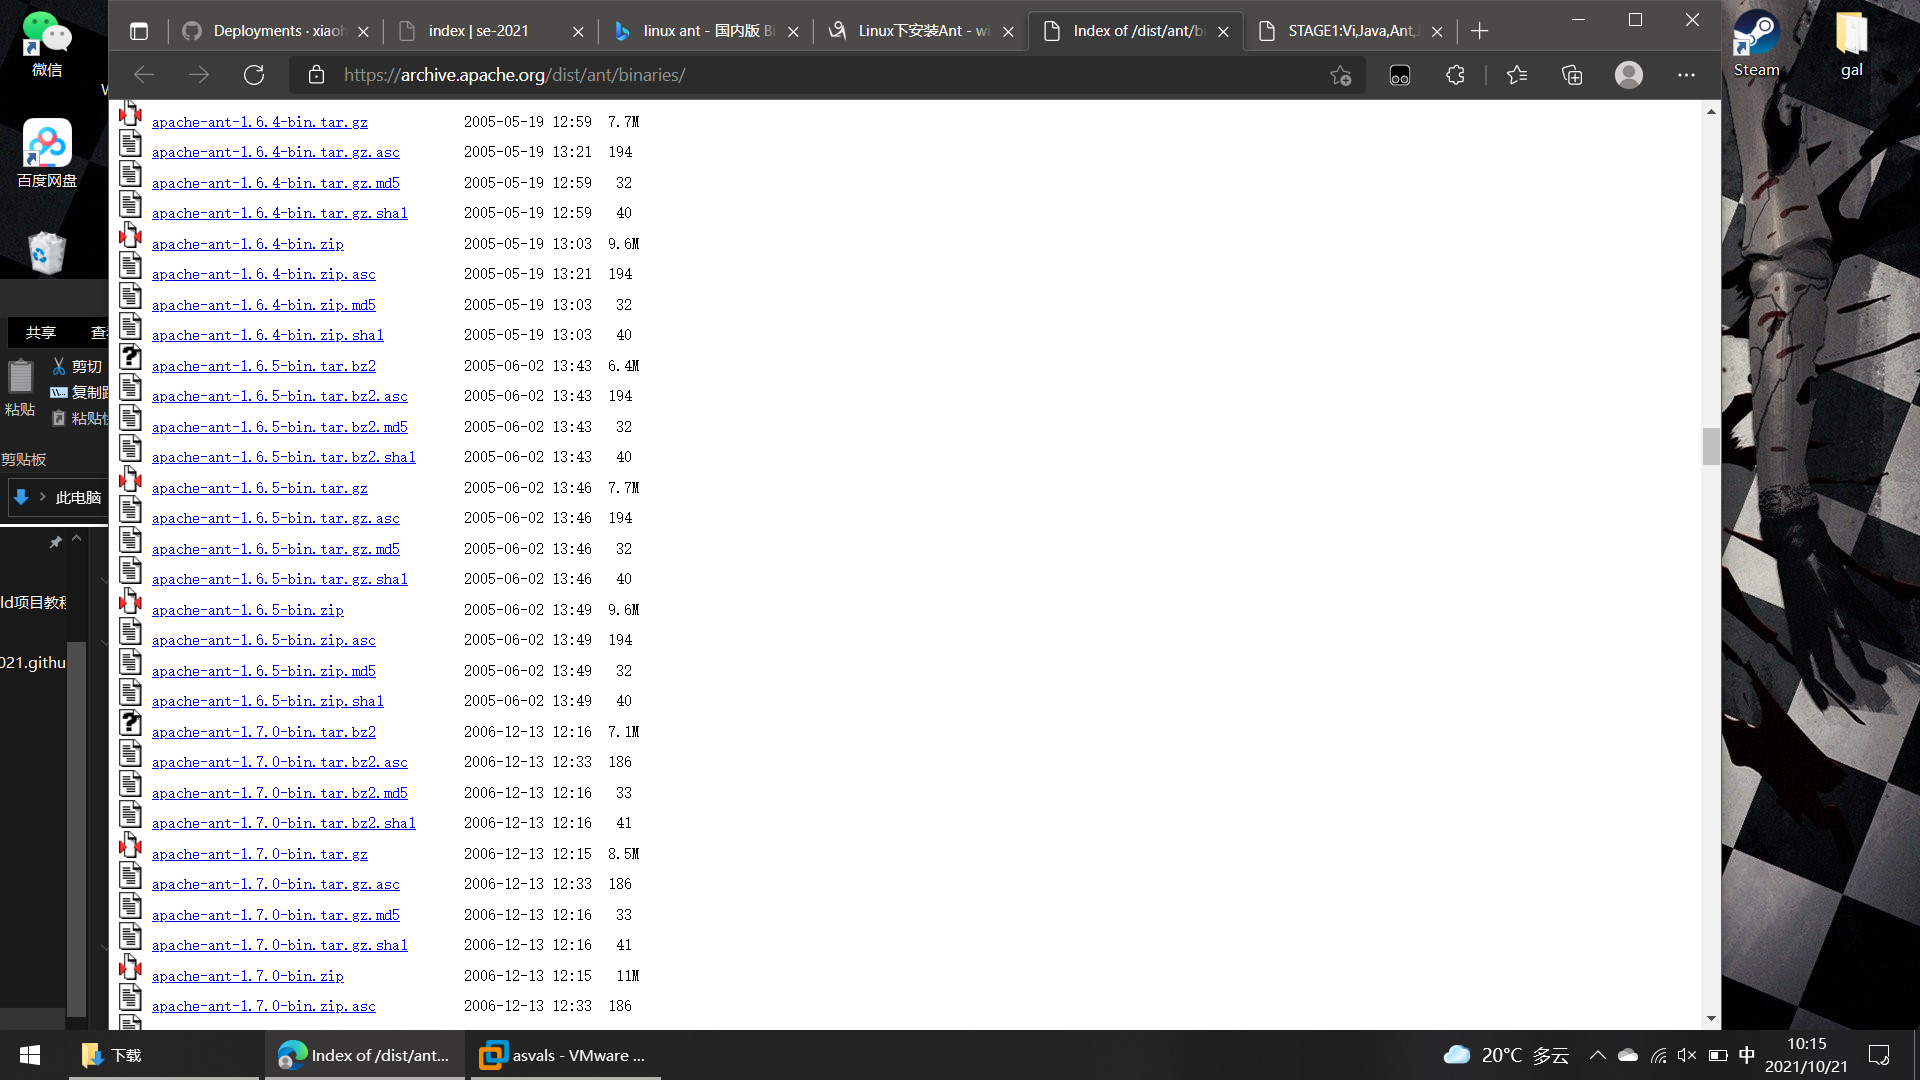 微信
百度网盘
共享
剪切
粘贴
剪贴板
此电脑
ld项目教程
021.githu
Deployments · xiaoh
index | se-2021
linux ant - 国内版 Bi
Linux下安装Ant - wi
Index of /dist/ant/bi
STAGE1:Vi,Java,Ant,
https://archive.apache.org/dist/ant/binaries/
apache-ant-1.6.4-bin.tar.gz 2005-05-19 12:59 7.7M
apache-ant-1.6.4-bin.tar.gz.asc 2005-05-19 13:21 194
apache-ant-1.6.4-bin.tar.gz.md5 2005-05-19 12:59 32
apache-ant-1.6.4-bin.tar.gz.sha1 2005-05-19 12:59 40
apache-ant-1.6.4-bin.zip 2005-05-19 13:03 9.6M
apache-ant-1.6.4-bin.zip.asc 2005-05-19 13:21 194
apache-ant-1.6.4-bin.zip.md5 2005-05-19 13:03 32
apache-ant-1.6.4-bin.zip.sha1 2005-05-19 13:03 40
apache-ant-1.6.5-bin.tar.bz2 2005-06-02 13:43 6.4M
apache-ant-1.6.5-bin.tar.bz2.asc 2005-06-02 13:43 194
apache-ant-1.6.5-bin.tar.bz2.md5 2005-06-02 13:43 32
apache-ant-1.6.5-bin.tar.bz2.sha1 2005-06-02 13:43 40
apache-ant-1.6.5-bin.tar.gz 2005-06-02 13:46 7.7M
apache-ant-1.6.5-bin.tar.gz.asc 2005-06-02 13:46 194
apache-ant-1.6.5-bin.tar.gz.md5 2005-06-02 13:46 32
apache-ant-1.6.5-bin.tar.gz.sha1 2005-06-02 13:46 40
apache-ant-1.6.5-bin.zip 2005-06-02 13:49 9.6M
apache-ant-1.6.5-bin.zip.asc 2005-06-02 13:49 194
apache-ant-1.6.5-bin.zip.md5 2005-06-02 13:49 32
apache-ant-1.6.5-bin.zip.sha1 2005-06-02 13:49 40
apache-ant-1.7.0-bin.tar.bz2 2006-12-13 12:16 7.1M
apache-ant-1.7.0-bin.tar.bz2.asc 2006-12-13 12:33 186
apache-ant-1.7.0-bin.tar.bz2.md5 2006-12-13 12:16 33
apache-ant-1.7.0-bin.tar.bz2.sha1 2006-12-13 12:16 41
apache-ant-1.7.0-bin.tar.gz 2006-12-13 12:15 8.5M
apache-ant-1.7.0-bin.tar.gz.asc 2006-12-13 12:33 186
apache-ant-1.7.0-bin.tar.gz.md5 2006-12-13 12:16 33
apache-ant-1.7.0-bin.tar.gz.sha1 2006-12-13 12:16 41
apache-ant-1.7.0-bin.zip 2006-12-13 12:15 11M
apache-ant-1.7.0-bin.zip.asc 2006-12-13 12:33 186
Steam
gal
下载
Index of /dist/ant...
asvals - VMware ...
20°C 多云
中
10:15
2021/10/21